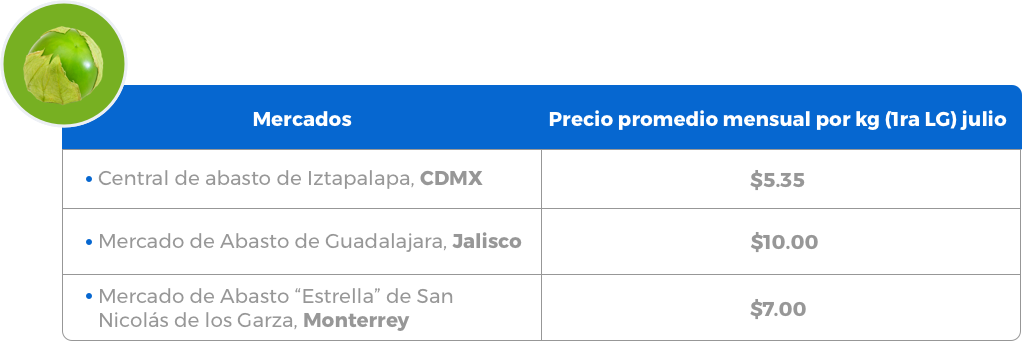 Mercados
Precio promedio mensual por kg (1ra LG) julio
• Central de abasto de Iztapalapa, CDMX
$5.35
• Mercado de Abasto de Guadalajara, Jalisco
$10.00
• Mercado de Abasto “Estrella” de San
Nicolás de los Garza, Monterrey
$7.00